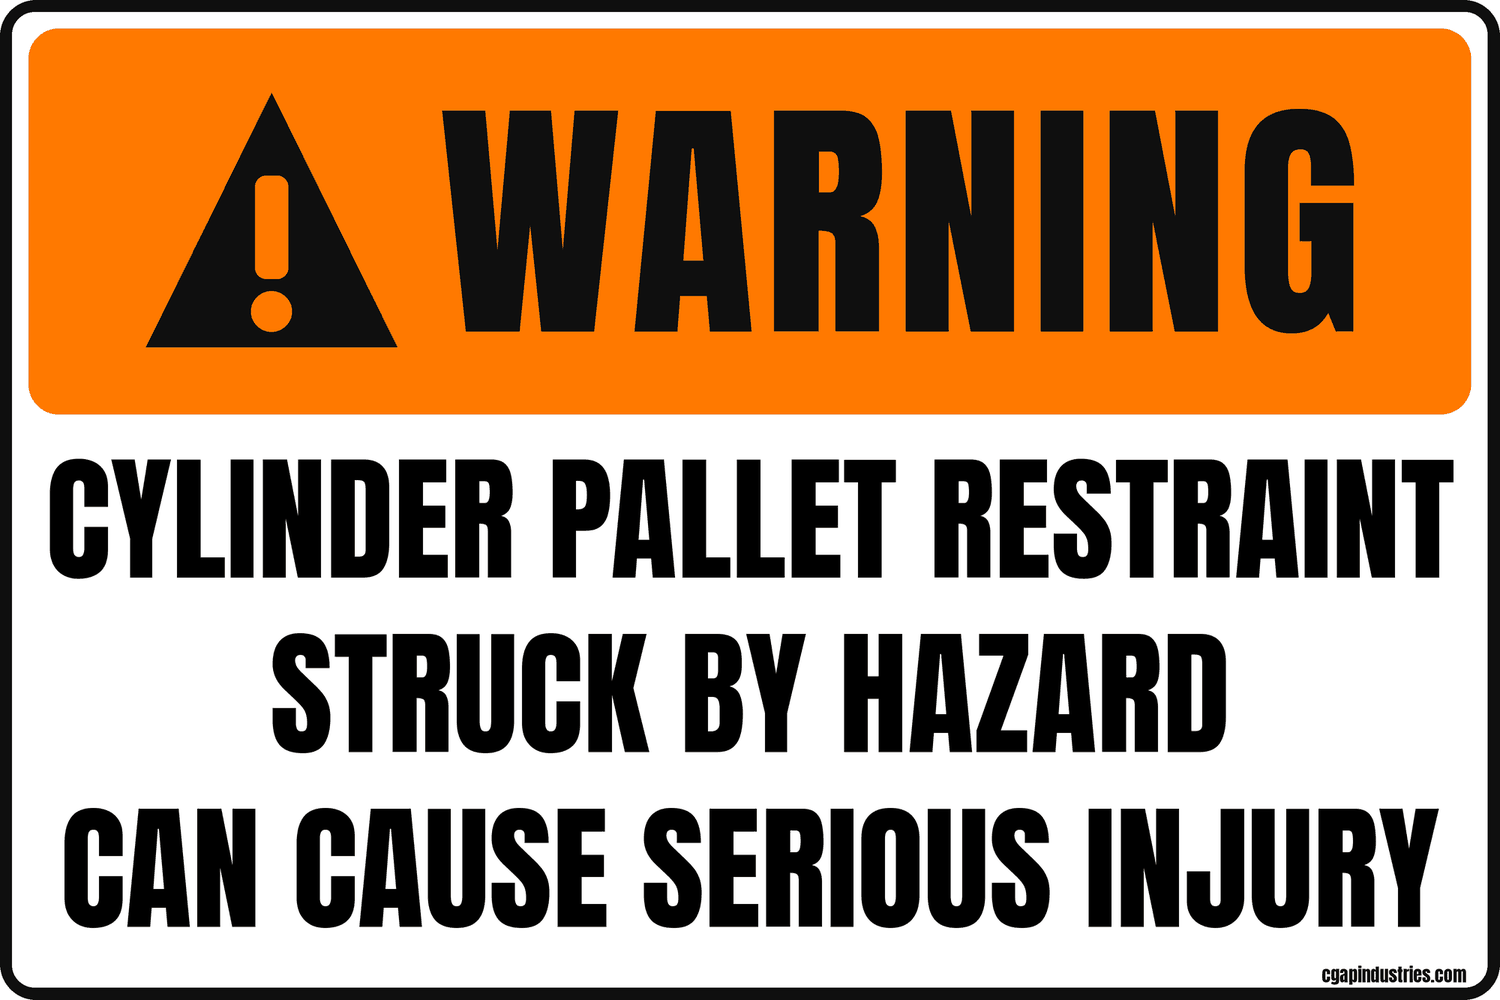 WARNING
CYLINDER PALLET RESTRAINT
STRUCK BY HAZARD
CAN CAUSE SERIOUS INJURY
cgapindustries.com